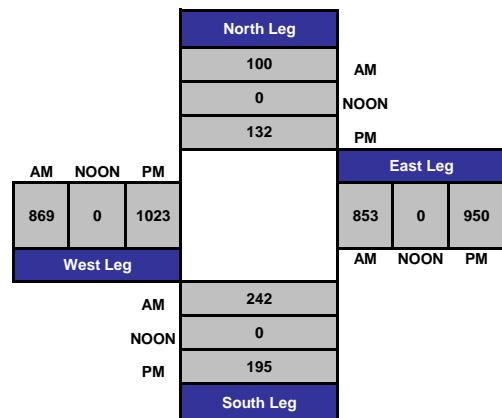 North Leg
100 AM
0 NOON
132 PM
AM NOON PM
East Leg
869 0 1023
853 0 950
West Leg
AM NOON PM
AM 242
NOON 0
PM 195
South Leg